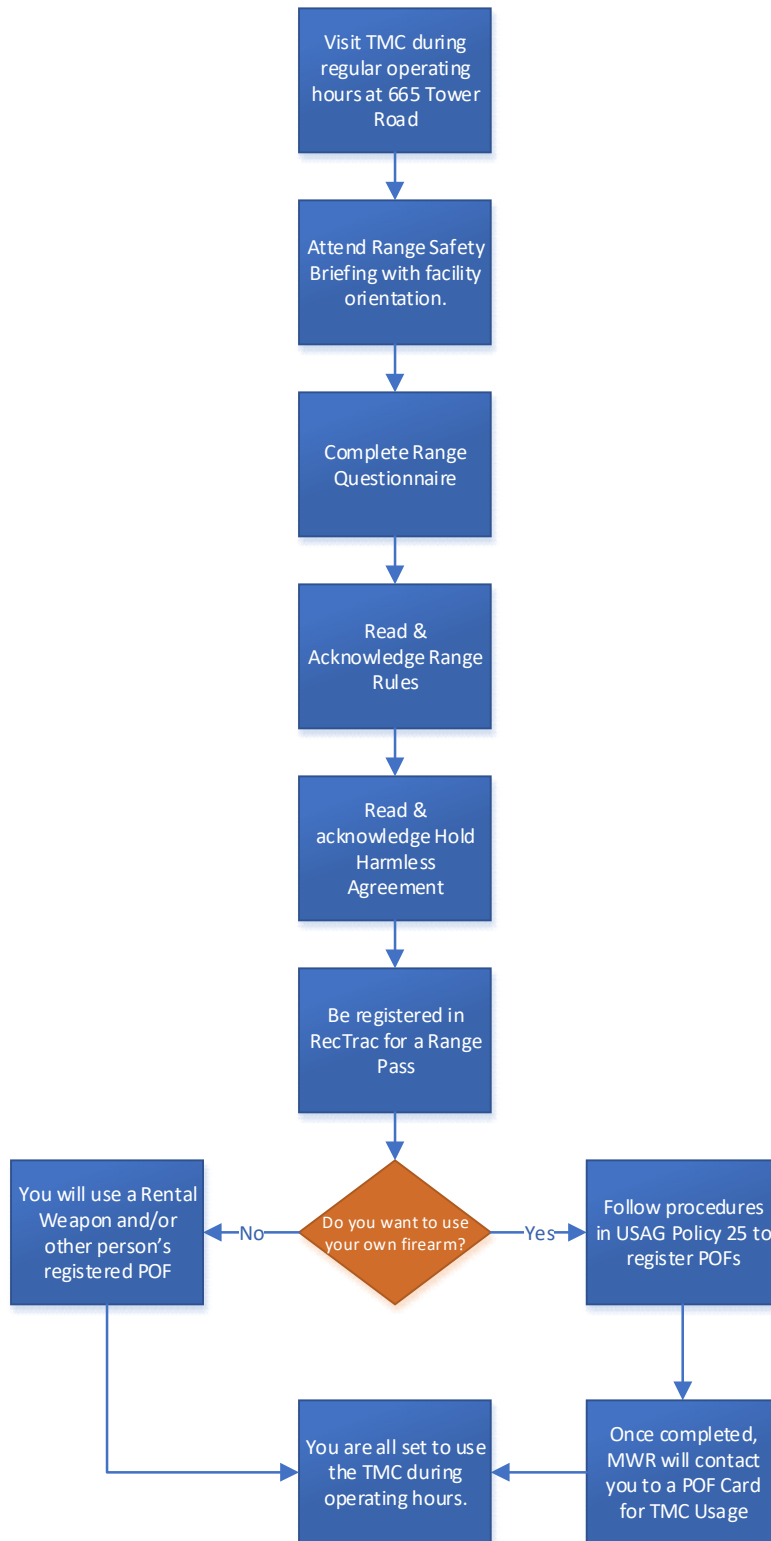 Visit TMC during
regular operating
hours at 665 Tower
Road
Attend Range Safety
Briefing with facility
orientation.
Complete Range
Questionnaire
Read &
Acknowledge Range
Rules
Read &
acknowledge Hold
Harmless
Agreement
Be registered in
RecTrac for a Range
Pass
Do you want to use
your own firearm?
No
You will use a Rental
Weapon and/or
other person's
registered POF
Yes
Follow procedures
in USAG Policy 25 to
register POFs
Once completed,
MWR will contact
you to a POF Card
for TMC Usage
You are all set to use
the TMC during
operating hours.